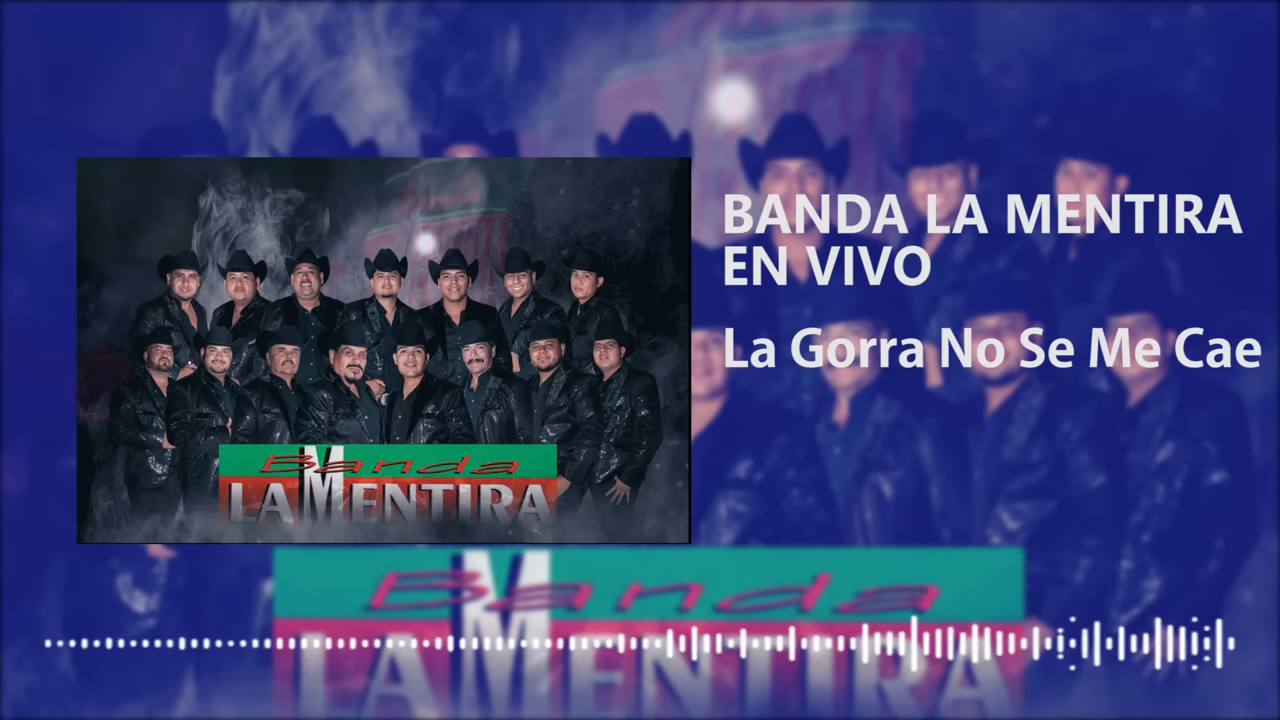 BANDA LA MENTIRA
EN VIVO
La Gorra No Se Me Cae
Banda
LA MENTIRA
Banda
LA MENTIRA